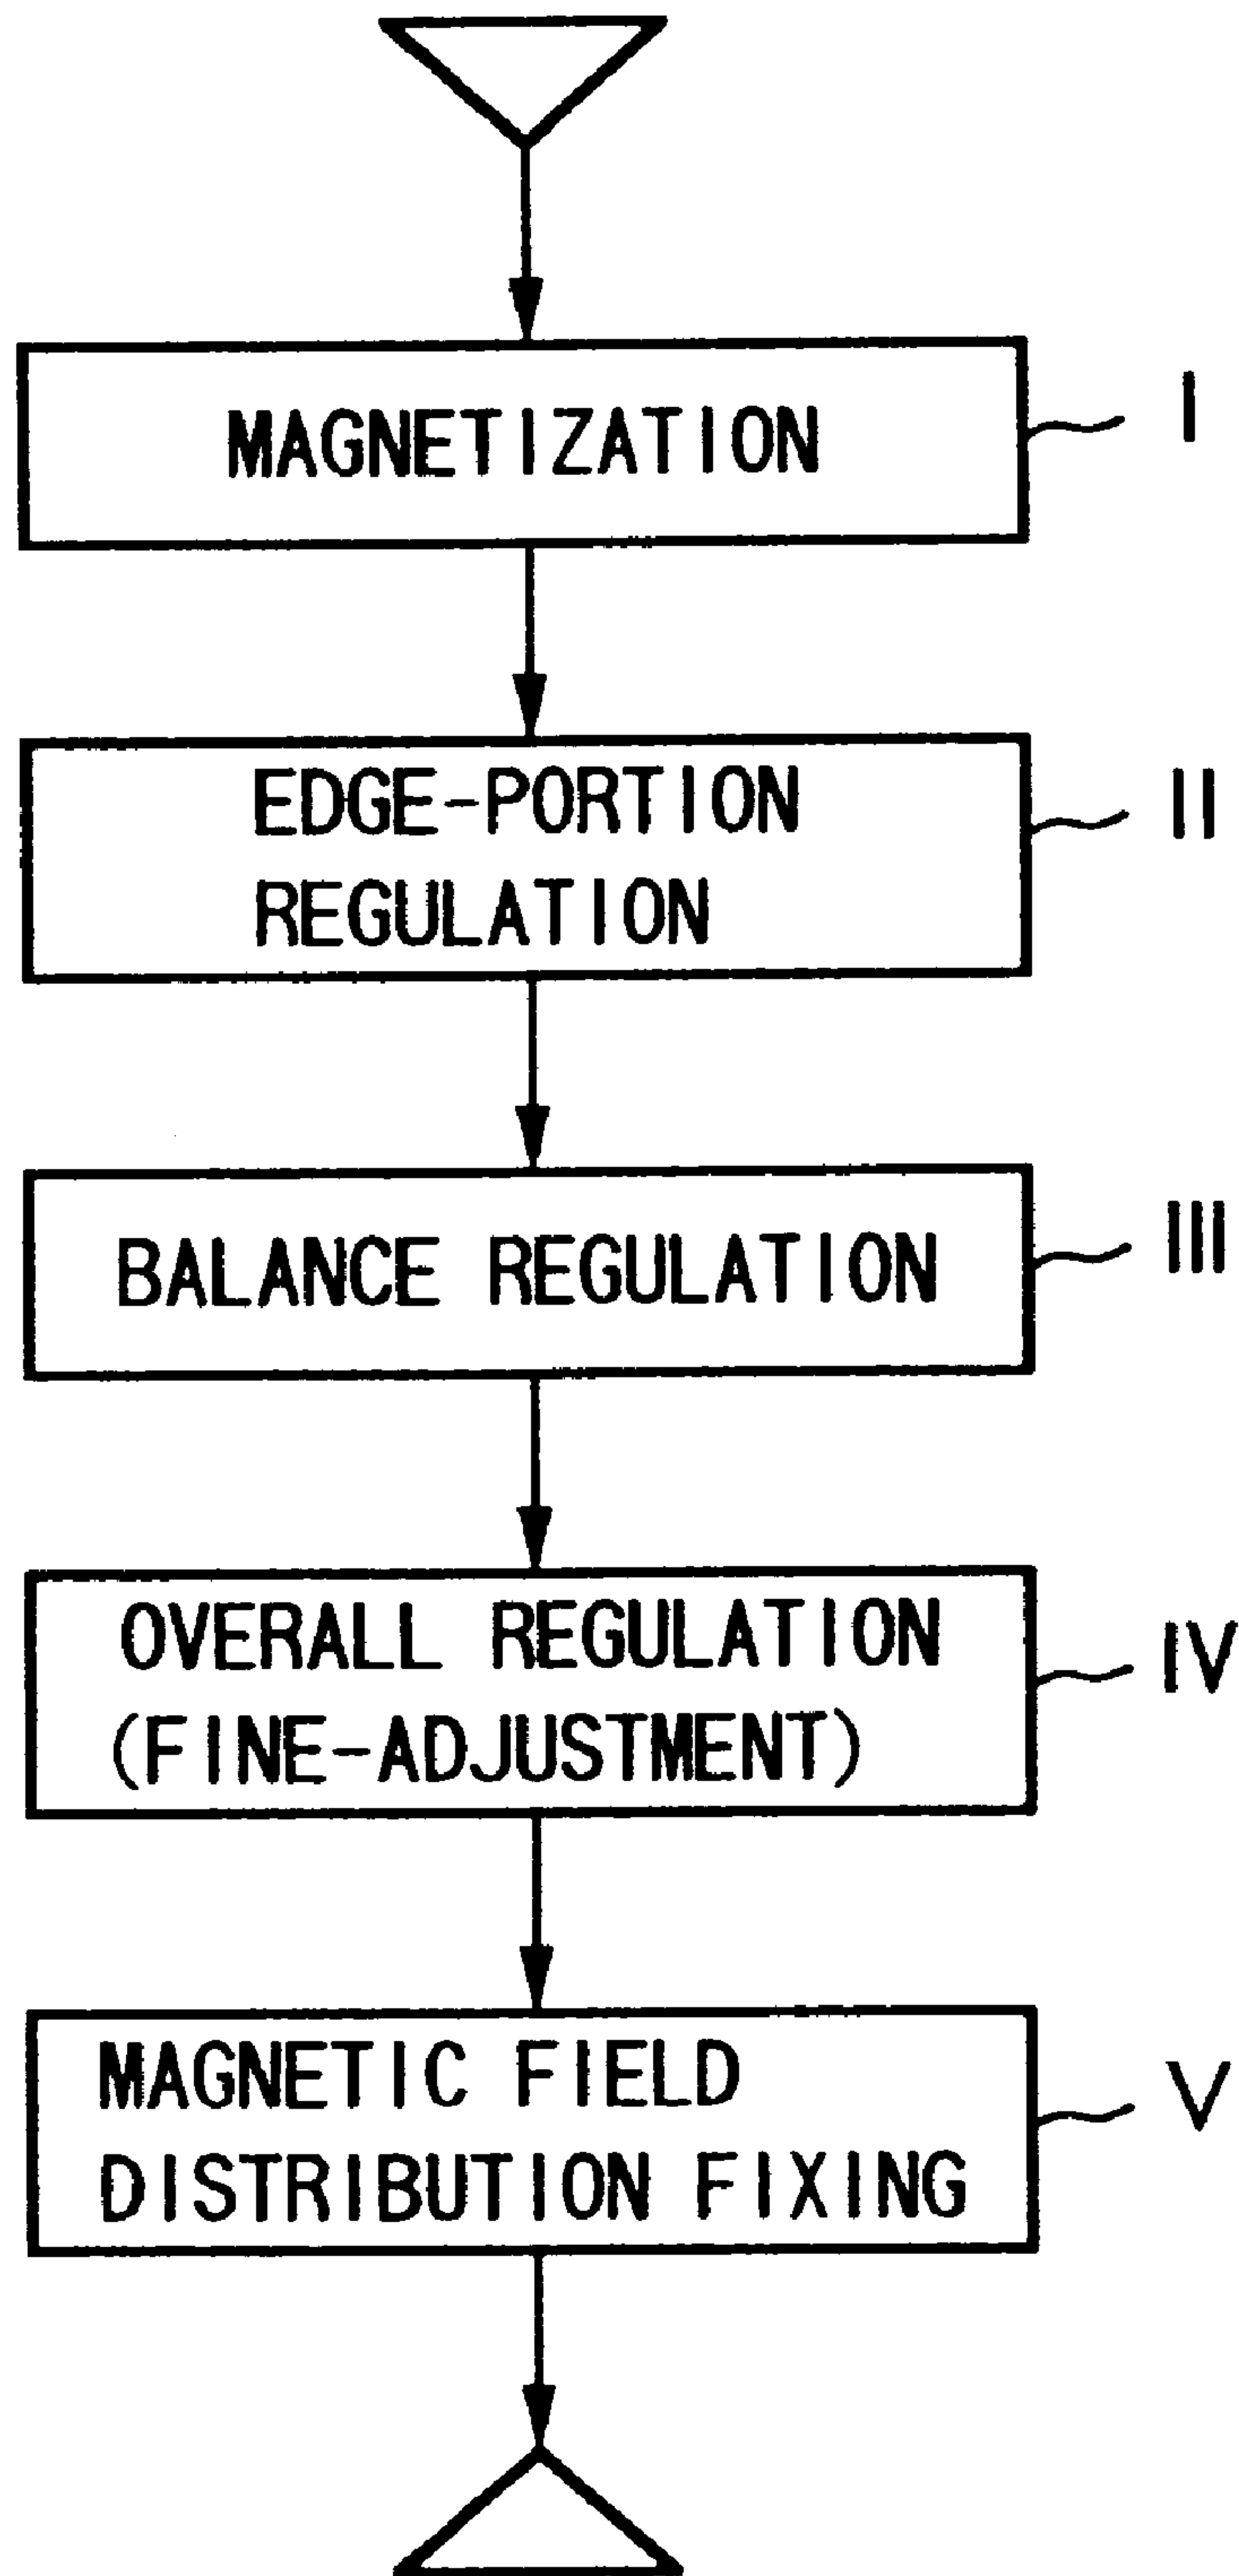 MAGNETIZATION
I
EDGE-PORTION
REGULATION
II
BALANCE REGULATION
III
OVERALL REGULATION
(FINE-ADJUSTMENT)
IV
MAGNETIC FIELD
DISTRIBUTION FIXING
V